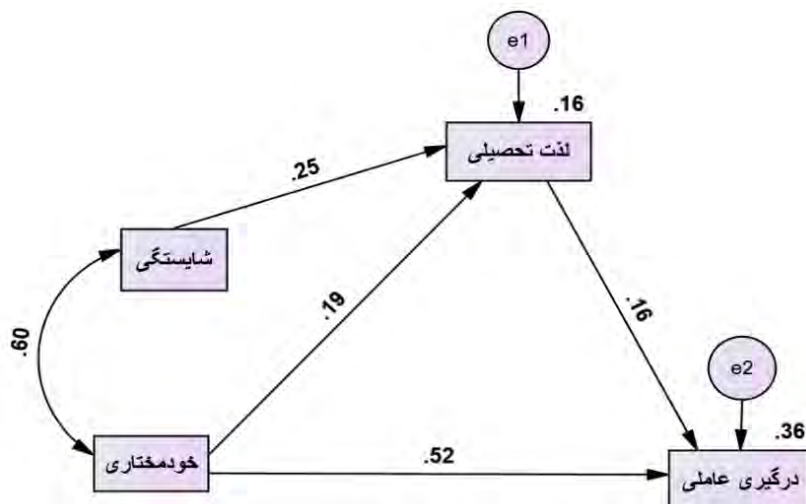 e1
.16
لذت تحصیلی
.25
شایستگی
.19
.60
.16
e2
.36
خودمختاری
.52
درگیری عاملی